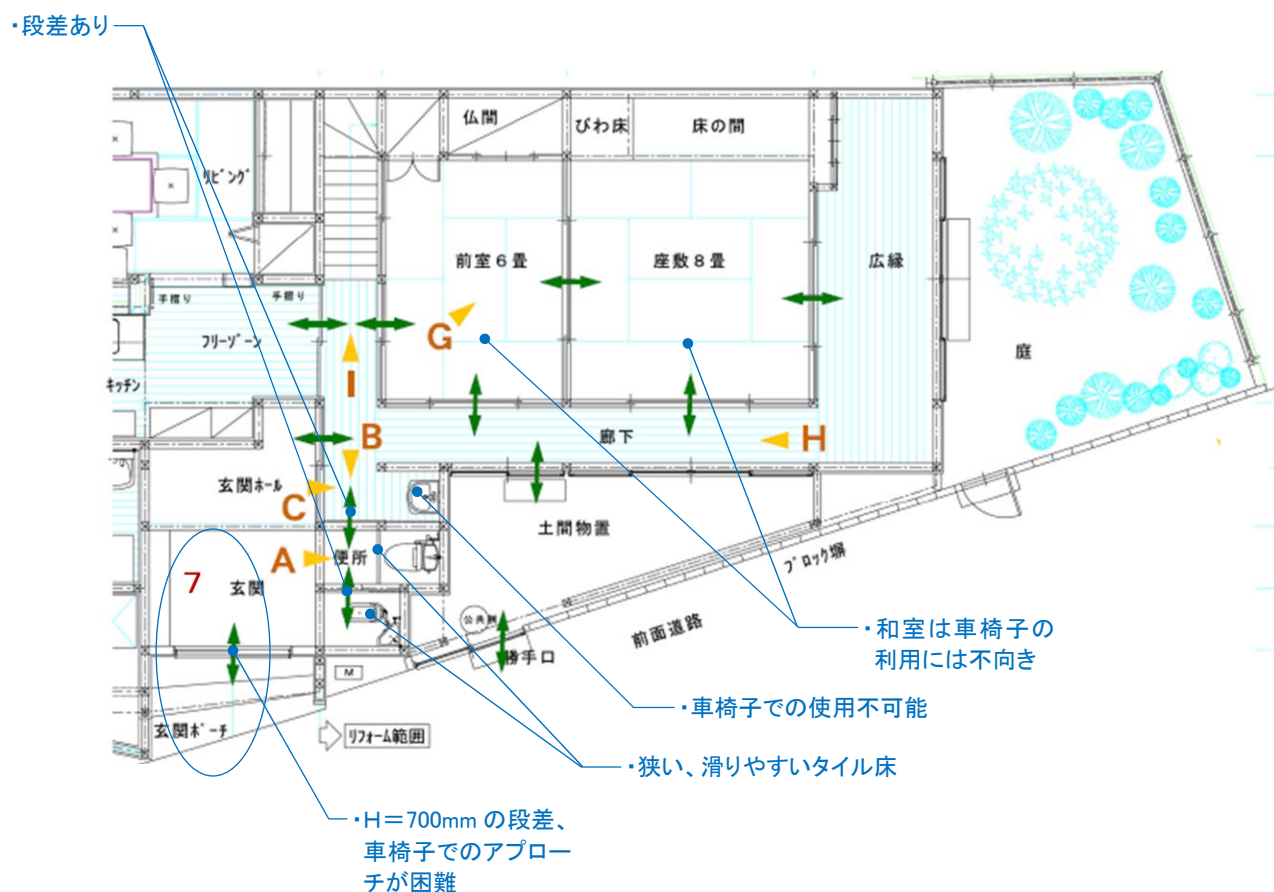 ・段差あり
仏間
びわ床
床の間
リビング
前室６畳
座敷８畳
広縁
手摺り
手摺り
G
フリーゾーン
I
庭
キッチン
B
廊下
H
玄関ホール
C
土間物置
A
便所
ブロック塀
7
玄関
公共桝
前面道路
勝手口
・和室は車椅子の
利用には不向き
M
・車椅子での使用不可能
玄関ポーチ
リフォーム範囲
・狭い、滑りやすいタイル床
・H＝700mm の段差、
車椅子でのアプロー
チが困難